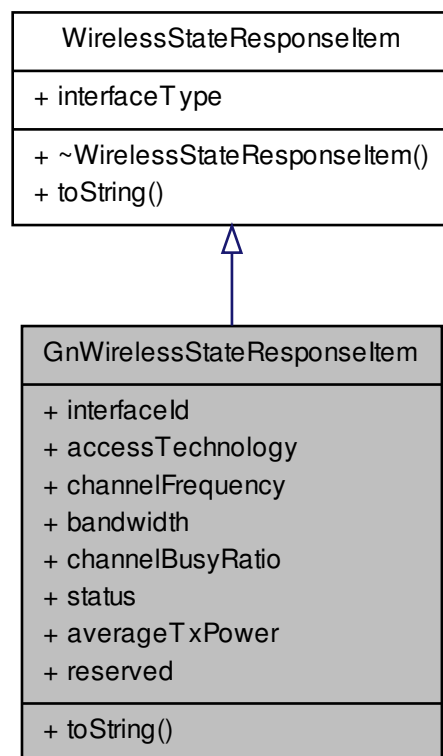 WirelessStateResponseItem
+ interfaceType
+ ~WirelessStateResponseItem()
+ toString()
GnWirelessStateResponseItem
+ interfaceId
+ accessTechnology
+ channelFrequency
+ bandwidth
+ channelBusyRatio
+ status
+ averageTxPower
+ reserved
+ toString()